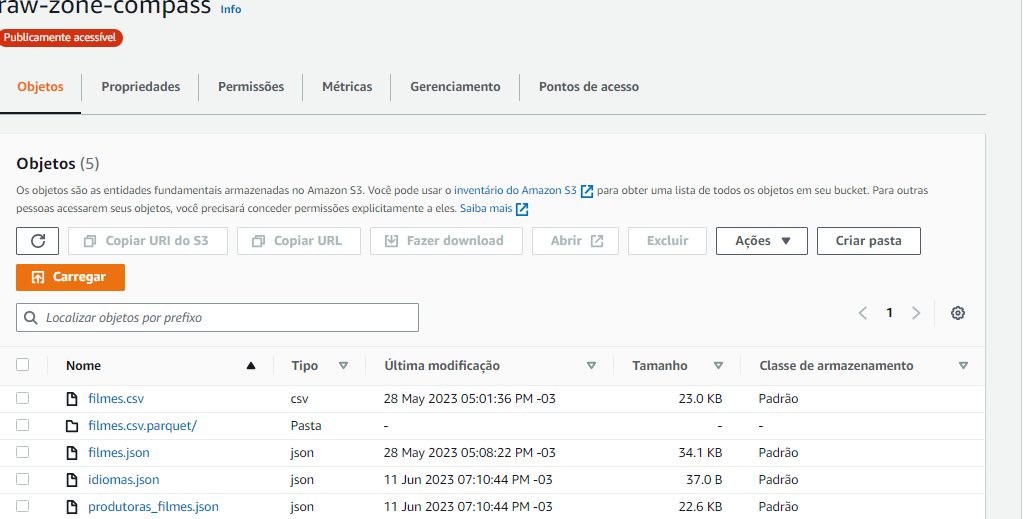 raw-zone-compass Info
Publicamente acessível
Objetos Propriedades Permissões Métricas Gerenciamento Pontos de acesso
Objetos (5)
Os objetos são as entidades fundamentais armazenadas no Amazon S3. Você pode usar o inventário do Amazon S3 para obter uma lista de todos os objetos em seu bucket. Para outras
pessoas acessarem seus objetos, você precisará conceder permissões explicitamente a eles. Saiba mais
Copiar URI do S3 Copiar URL Fazer download Abrir Excluir Ações Criar pasta
Carregar
Localizar objetos por prefixo 1
Nome Tipo Última modificação Tamanho Classe de armazenamento
filmes.csv csv 28 May 2023 05:01:36 PM -03 23.0 KB Padrão
filmes.csv.parquet/ Pasta - - -
filmes.json json 28 May 2023 05:08:22 PM -03 34.1 KB Padrão
idiomas.json json 11 Jun 2023 07:10:44 PM -03 37.0 B Padrão
produtoras_filmes.json json 11 Jun 2023 07:10:44 PM -03 22.6 KB Padrão